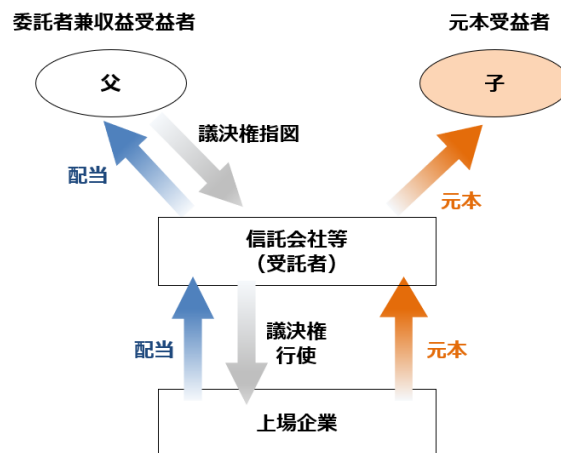 委託者兼収益受益者
元本受益者
父
子
議決権指図
配当
元本
信託会社等
（受託者）
配当
議決権
行使
元本
上場企業